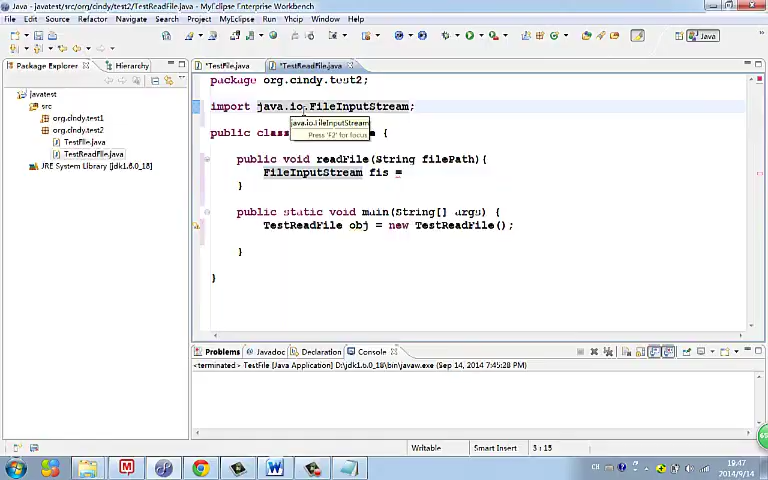 Java - javatest/src/org/cindy/test2/TestReadFile.java - MyEclipse Enterprise Workbench
File Edit Source Refactor Navigate Search Project MyEclipse Run Yhcip Window Help
Java
Package Explorer Hierarchy
*TestFile.java *TestReadFile.java
javatest
src
org.cindy.test1
org.cindy.test2
TestFile.java
TestReadFile.java
JRE System Library [jdk1.6.0_18]
package org.cindy.test2;
import java.io.FileInputStream;
java.io.FileInputStream
Press 'F2' for focus
public class {
public void readFile(String filePath){
FileInputStream fis =
}
public static void main(String[] args) {
TestReadFile obj = new TestReadFile();
}
}
Problems Javadoc Declaration Console
<terminated> TestFile [Java Application] D:\jdk1.6.0_18\bin\javaw.exe (Sep 14, 2014 7:45:28 PM)
Writable Smart Insert 3 : 15
CH
19:47
2014/9/14